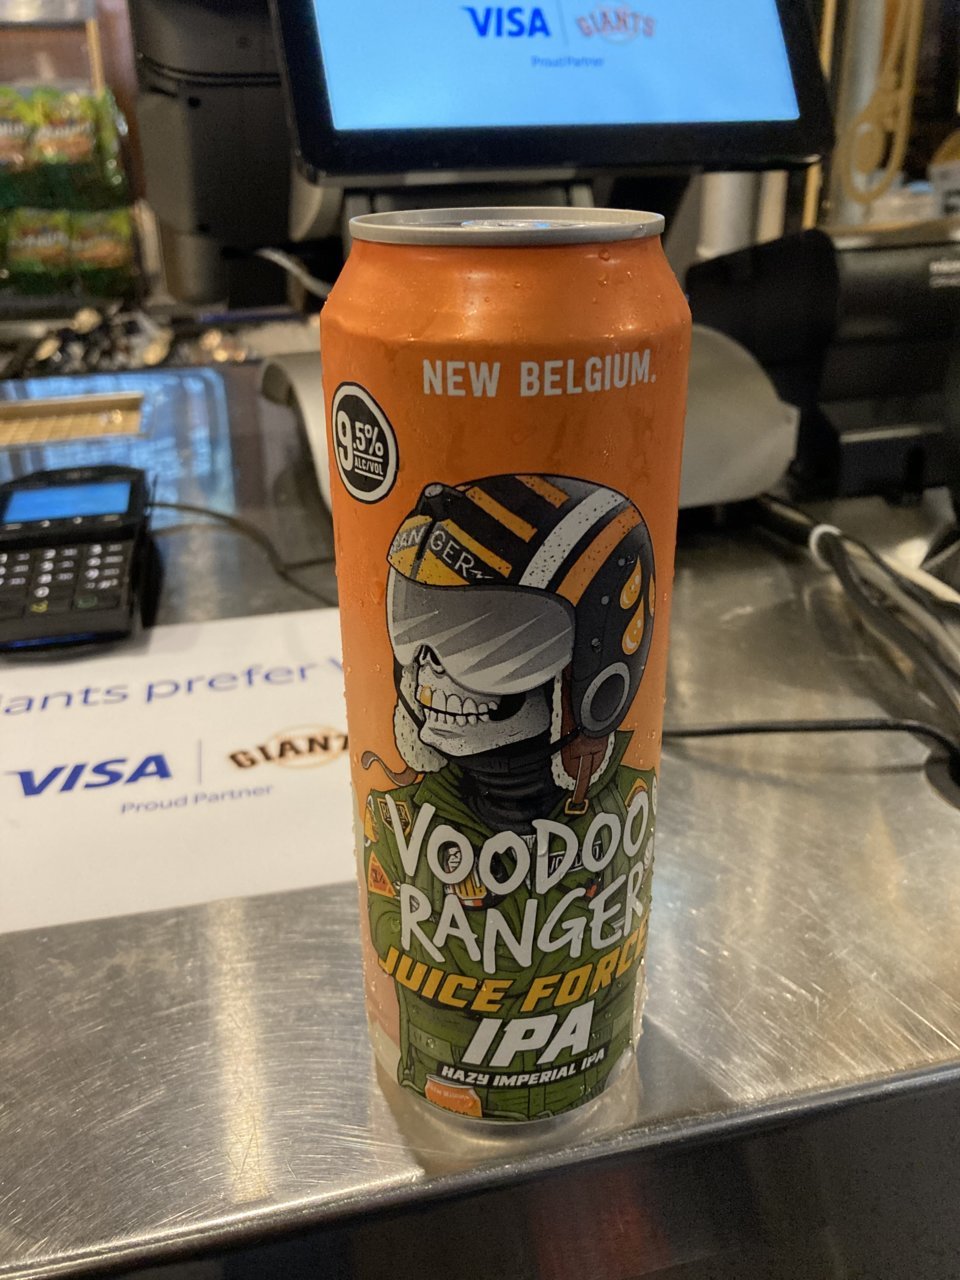 VISA GIANTS
Proud Partner
NEW BELGIUM.
9.5%
ALC/VOL
RANGER
iants prefer V
VISA GIANT
Proud Partner
VOODOO
RANGER
JUICE FORCE
IPA
HAZY IMPERIAL IPA